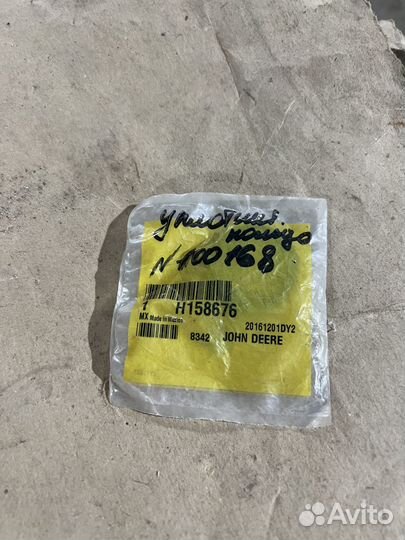 уплотнит.
кольцо
N100168
1 H158676
MX Made in Mexico
20161201DY2
8342 JOHN DEERE
Avito